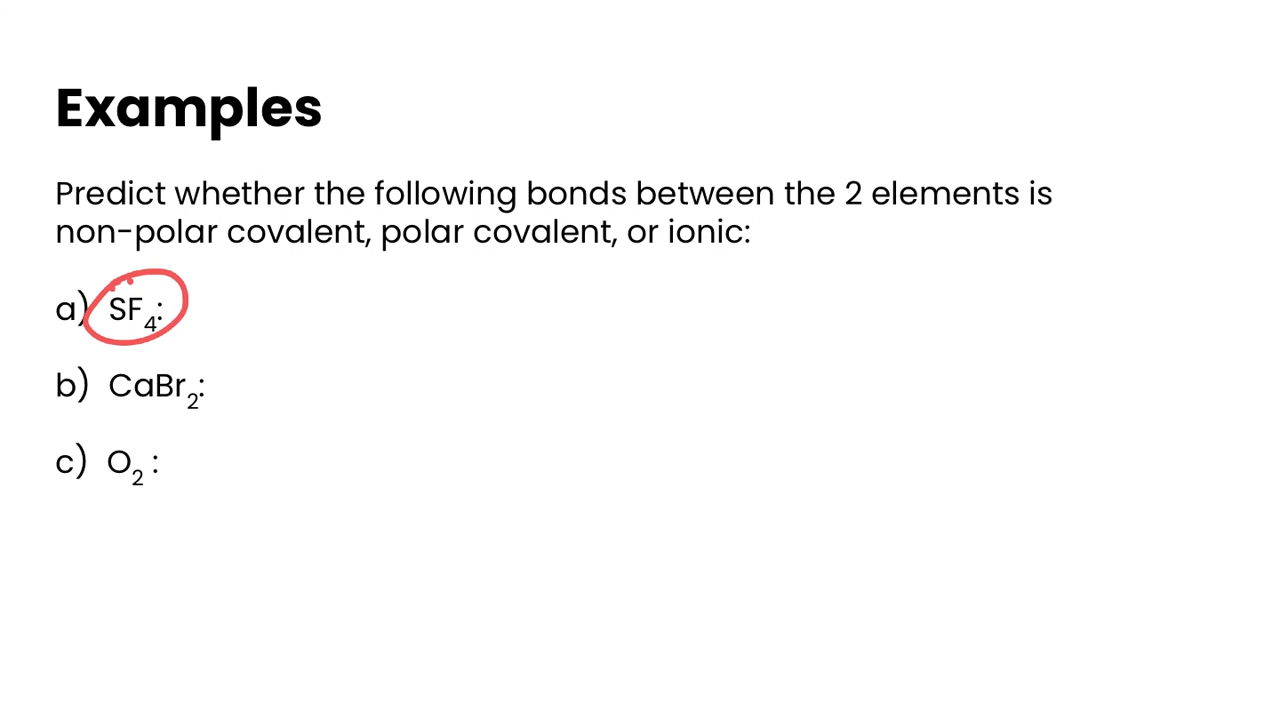 Examples
Predict whether the following bonds between the 2 elements is
non-polar covalent, polar covalent, or ionic:
a) SF₄:
b) CaBr₂:
c) O₂ :